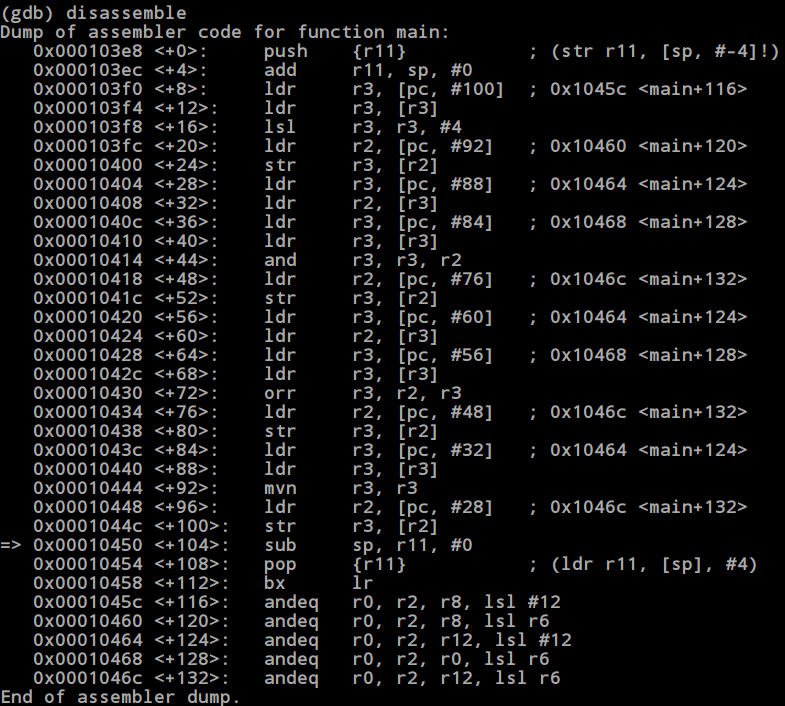 (gdb) disassemble
Dump of assembler code for function main:
   0x000103e8 <+0>:     push    {r11}           ; (str r11, [sp, #-4]!)
   0x000103ec <+4>:     add     r11, sp, #0
   0x000103f0 <+8>:     ldr     r3, [pc, #100]  ; 0x1045c <main+116>
   0x000103f4 <+12>:    ldr     r3, [r3]
   0x000103f8 <+16>:    lsl     r3, r3, #4
   0x000103fc <+20>:    ldr     r2, [pc, #92]   ; 0x10460 <main+120>
   0x00010400 <+24>:    str     r3, [r2]
   0x00010404 <+28>:    ldr     r3, [pc, #88]   ; 0x10464 <main+124>
   0x00010408 <+32>:    ldr     r2, [r3]
   0x0001040c <+36>:    ldr     r3, [pc, #84]   ; 0x10468 <main+128>
   0x00010410 <+40>:    ldr     r3, [r3]
   0x00010414 <+44>:    and     r3, r3, r2
   0x00010418 <+48>:    ldr     r2, [pc, #76]   ; 0x1046c <main+132>
   0x0001041c <+52>:    str     r3, [r2]
   0x00010420 <+56>:    ldr     r3, [pc, #60]   ; 0x10464 <main+124>
   0x00010424 <+60>:    ldr     r2, [r3]
   0x00010428 <+64>:    ldr     r3, [pc, #56]   ; 0x10468 <main+128>
   0x0001042c <+68>:    ldr     r3, [r3]
   0x00010430 <+72>:    orr     r3, r2, r3
   0x00010434 <+76>:    ldr     r2, [pc, #48]   ; 0x1046c <main+132>
   0x00010438 <+80>:    str     r3, [r2]
   0x0001043c <+84>:    ldr     r3, [pc, #32]   ; 0x10464 <main+124>
   0x00010440 <+88>:    ldr     r3, [r3]
   0x00010444 <+92>:    mvn     r3, r3
   0x00010448 <+96>:    ldr     r2, [pc, #28]   ; 0x1046c <main+132>
   0x0001044c <+100>:   str     r3, [r2]
=> 0x00010450 <+104>:   sub     sp, r11, #0
   0x00010454 <+108>:   pop     {r11}           ; (ldr r11, [sp], #4)
   0x00010458 <+112>:   bx      lr
   0x0001045c <+116>:   andeq   r0, r2, r8, lsl #12
   0x00010460 <+120>:   andeq   r0, r2, r8, lsl r6
   0x00010464 <+124>:   andeq   r0, r2, r12, lsl #12
   0x00010468 <+128>:   andeq   r0, r2, r0, lsl r6
   0x0001046c <+132>:   andeq   r0, r2, r12, lsl r6
End of assembler dump.